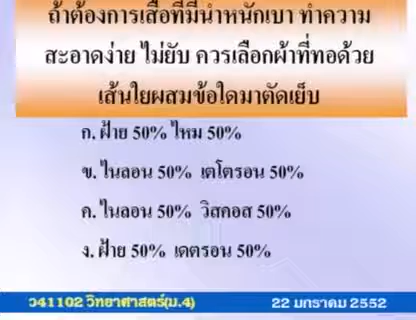 ถ้าต้องการเสื้อที่มีน้ำหนักเบา ทำความ
สะอาดง่าย ไม่ยับ ควรเลือกผ้าที่ทอด้วย
เส้นใยผสมข้อใดมาตัดเย็บ
ก. ฝ้าย 50% ไหม 50%
ข. ไนลอน 50% เตโตรอน 50%
ค. ไนลอน 50% วิสคอส 50%
ง. ฝ้าย 50% เดตรอน 50%
ว41102 วิทยาศาสตร์(ม.4) 22 มกราคม 2552